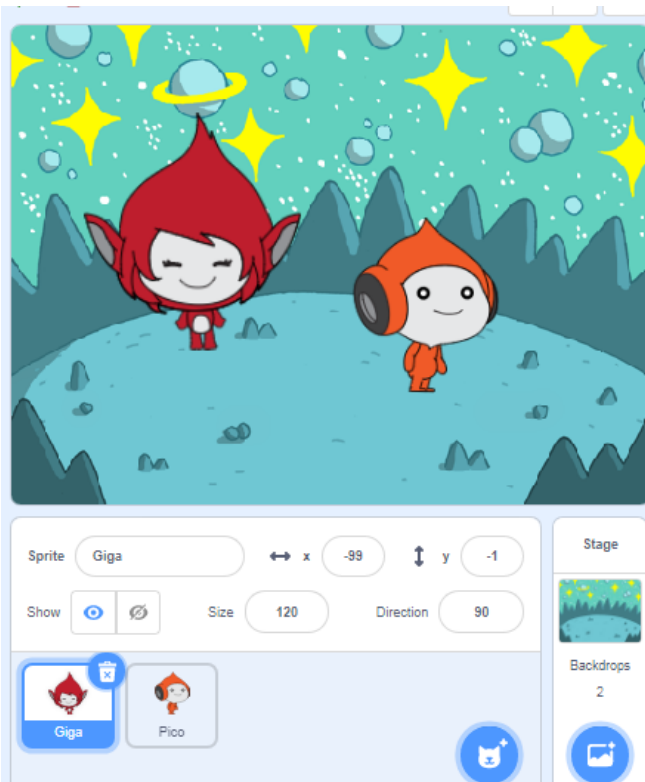 Sprite Giga x -99 y -1
Show Size 120 Direction 90
Giga Pico
Stage
Backdrops
2